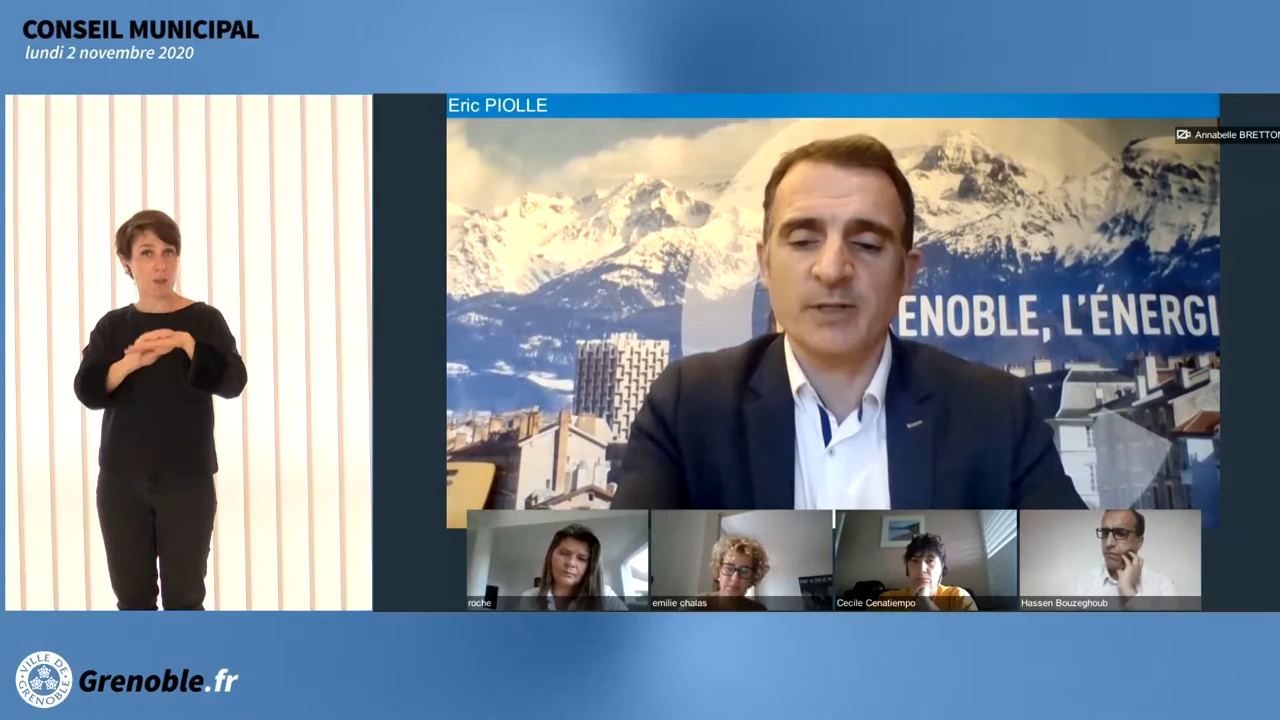 CONSEIL MUNICIPAL
lundi 2 novembre 2020
Eric PIOLLE
Annabelle BRETTON
ENOBLE, L'ÉNERGI
roche
emilie chalas
Cecile Cenatiempo
Hassen Bouzeghoub
VILLE DE GRENOBLE
Grenoble.fr